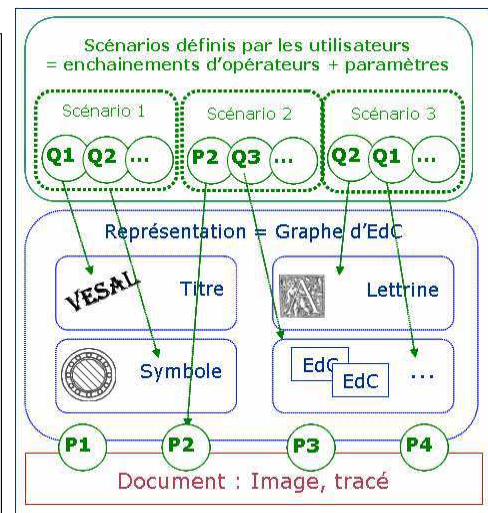 Scénarios définis par les utilisateurs
= enchainements d'opérateurs + paramètres
Scénario 1
Scénario 2
Scénario 3
Q1 Q2 ...
P2 Q3 ...
Q2 Q1 ...
Représentation = Graphe d'EdC
VESAL
Titre
A
Lettrine
Symbole
EdC
EdC
...
P1
P2
P3
P4
Document : Image, tracé